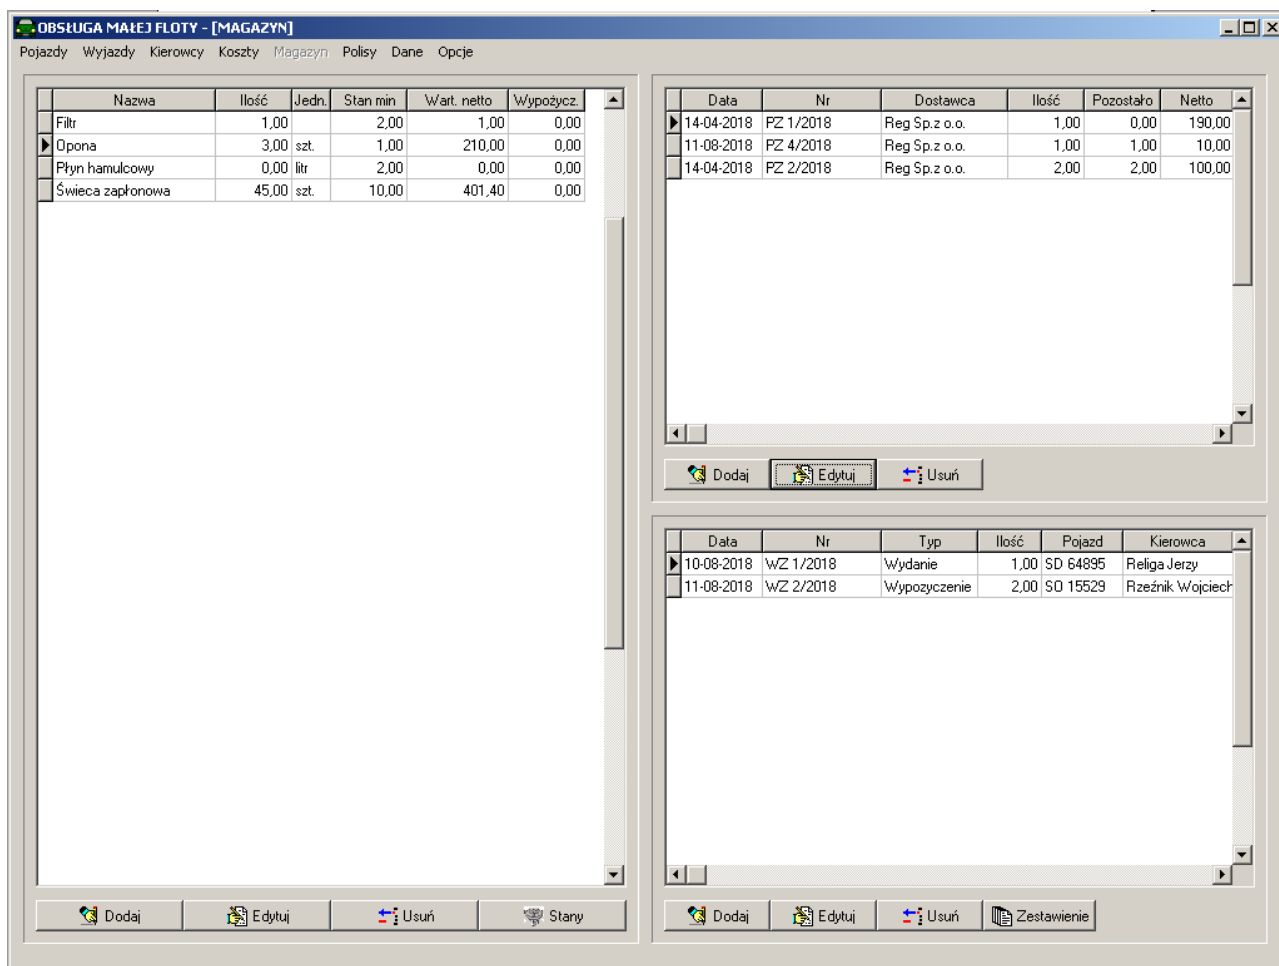 OBSŁUGA MAŁEJ FLOTY - [MAGAZYN]
Pojazdy Wyjazdy Kierowcy Koszty Magazyn Polisy Dane Opcje
Nazwa Ilość Jedn. Stan min Wart. netto Wypożycz.
Filtr 1,00 2,00 1,00 0,00
Opona 3,00 szt. 1,00 210,00 0,00
Płyn hamulcowy 0,00 litr 2,00 0,00 0,00
Świeca zapłonowa 45,00 szt. 10,00 401,40 0,00
Dodaj Edytuj Usuń Stany
Data Nr Dostawca Ilość Pozostało Netto
14-04-2018 PZ 1/2018 Reg Sp.z o.o. 1,00 0,00 190,00
11-08-2018 PZ 4/2018 Reg Sp.z o.o. 1,00 1,00 10,00
14-04-2018 PZ 2/2018 Reg Sp.z o.o. 2,00 2,00 100,00
Dodaj Edytuj Usuń
Data Nr Typ Ilość Pojazd Kierowca
10-08-2018 WZ 1/2018 Wydanie 1,00 SD 64895 Religa Jerzy
11-08-2018 WZ 2/2018 Wypozyczenie 2,00 SO 15529 Rzeźnik Wojciech
Dodaj Edytuj Usuń Zestawienie